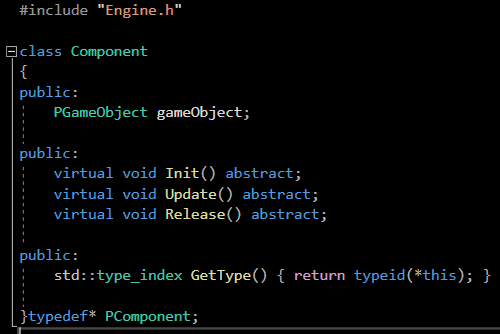 #include "Engine.h"
class Component
{
public:
PGameObject gameObject;
public:
virtual void Init() abstract;
virtual void Update() abstract;
virtual void Release() abstract;
public:
std::type_index GetType() { return typeid(*this); }
}typedef* PComponent;